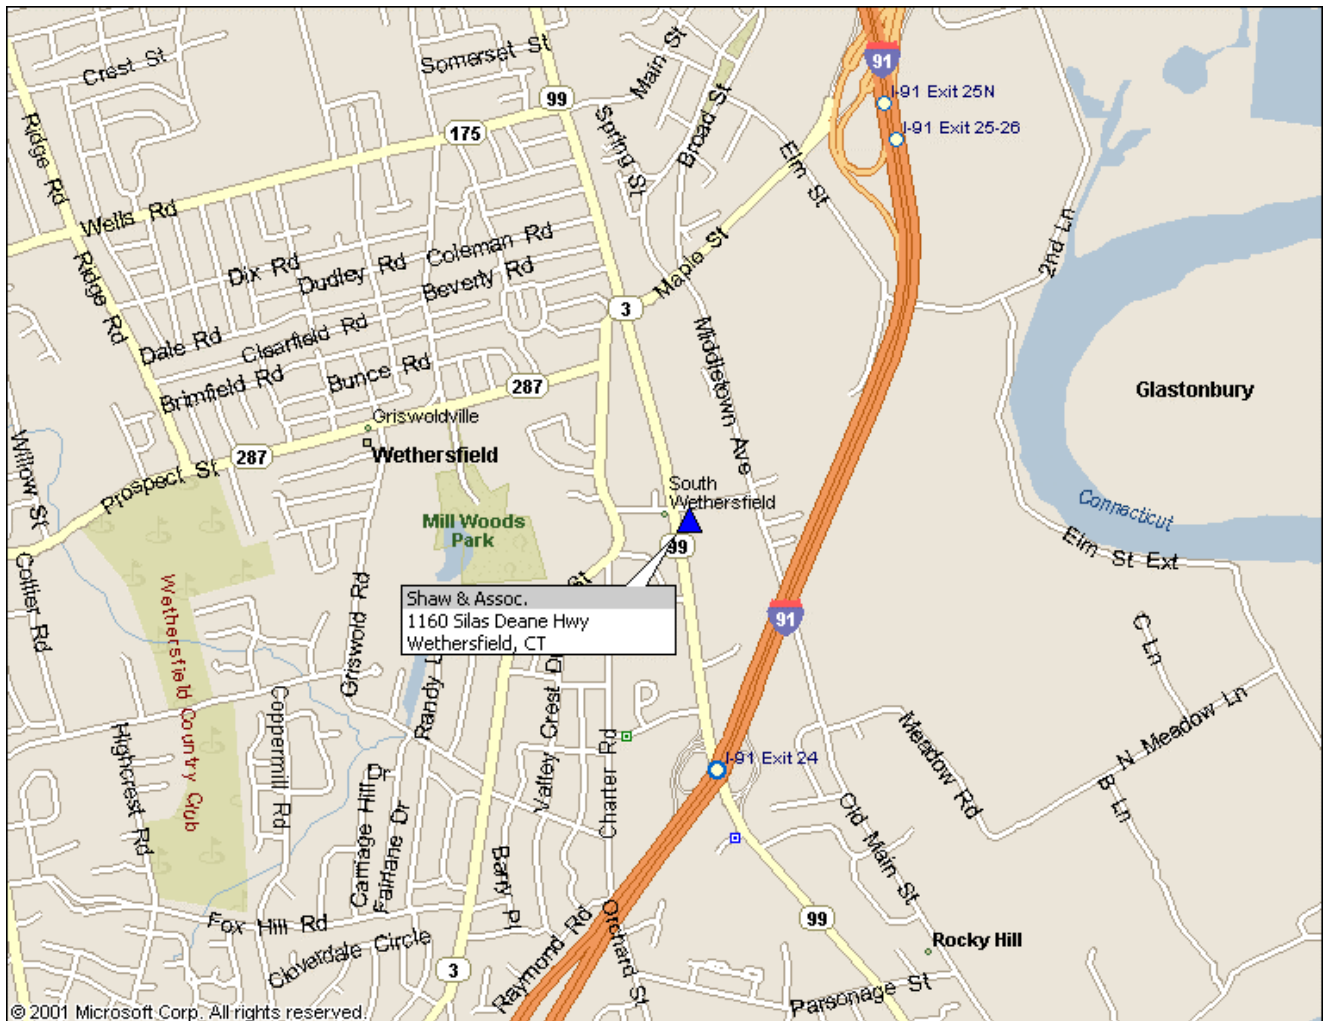 Crest St
Somerset St
Main St
91
I-91 Exit 25N
99
I-91 Exit 25-26
175
Spring St
Broad St
Elm St
Ridge Rd
Wells Rd
2nd Ln
Ridge Rd
Dix Rd
Dudley Rd
Coleman Rd
Beverly Rd
Maple St
3
Dale Rd
Clearfield Rd
Brimfield Rd
Bunce Rd
287
Middletown Ave
Glastonbury
Griswoldville
Willow St
287
Wethersfield
Prospect St
South
Wethersfield
Connecticut
Mill Woods
Park
99
Elm St Ext
St
Collier Rd
Wethersfield Country Club
Griswold Rd
Shaw & Assoc.
1160 Silas Deane Hwy
Wethersfield, CT
91
C Ln
Randy
Valley Crest
Coppermill Rd
Highcrest Rd
Charter Rd
I-91 Exit 24
Meadow Rd
N Meadow Ln
B Ln
Carriage Hill Dr
Fairlane Dr
Old Main St
Barry Pl
Fox Hill Rd
Cloverdale Circle
Raymond Rd
Orchard St
99
Rocky Hill
3
Parsonage St
© 2001 Microsoft Corp. All rights reserved.